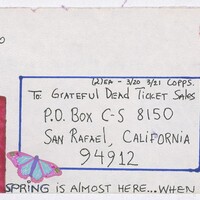 (2)EA - 3/20 3/21 COPPS.
TO: GRATEFUL DEAD TICKET SALES
P.O. BOX C-S 8150
SAN RAFAEL, CALIFORNIA
94912
SPRING IS ALMOST HERE...WHEN